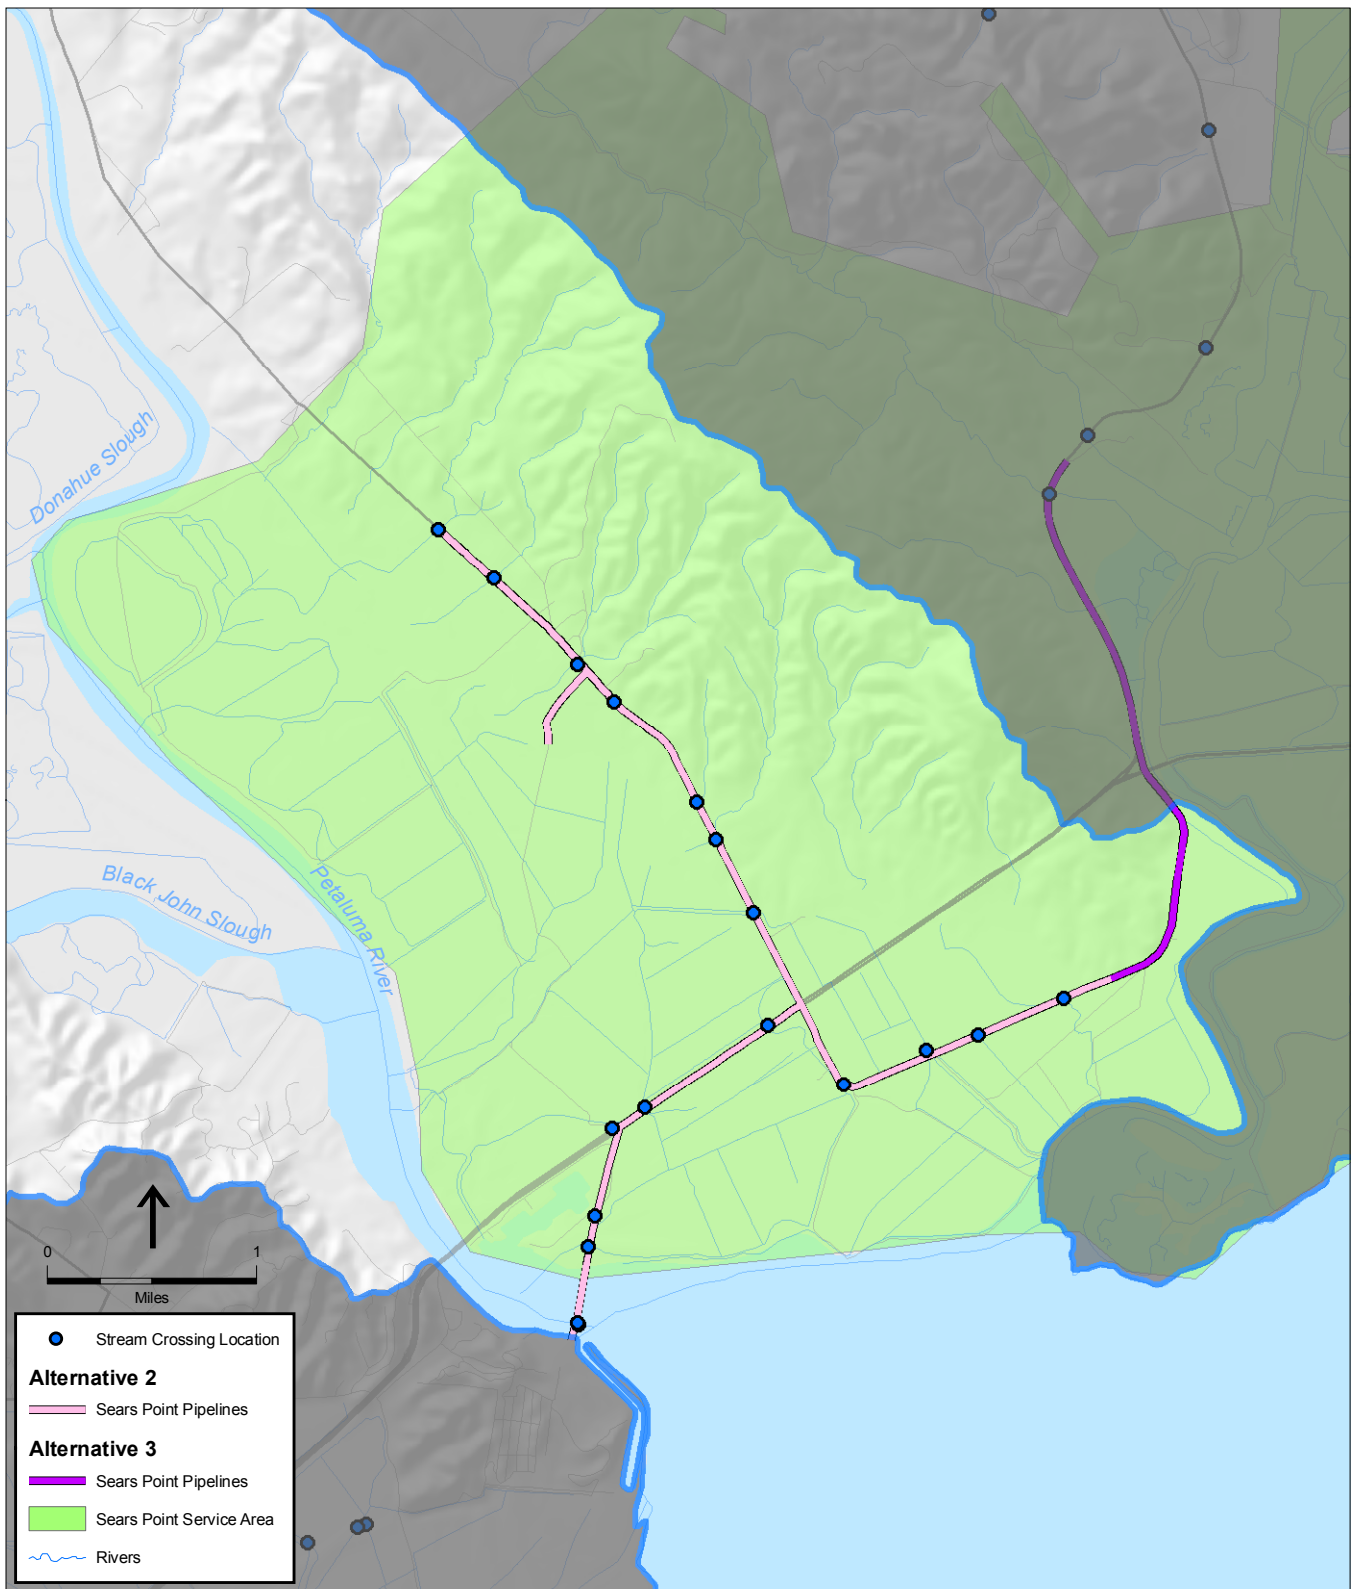 Donahue Slough
Black John Slough
Petaluma River
0 1
Miles
Stream Crossing Location
Alternative 2
Sears Point Pipelines
Alternative 3
Sears Point Pipelines
Sears Point Service Area
Rivers